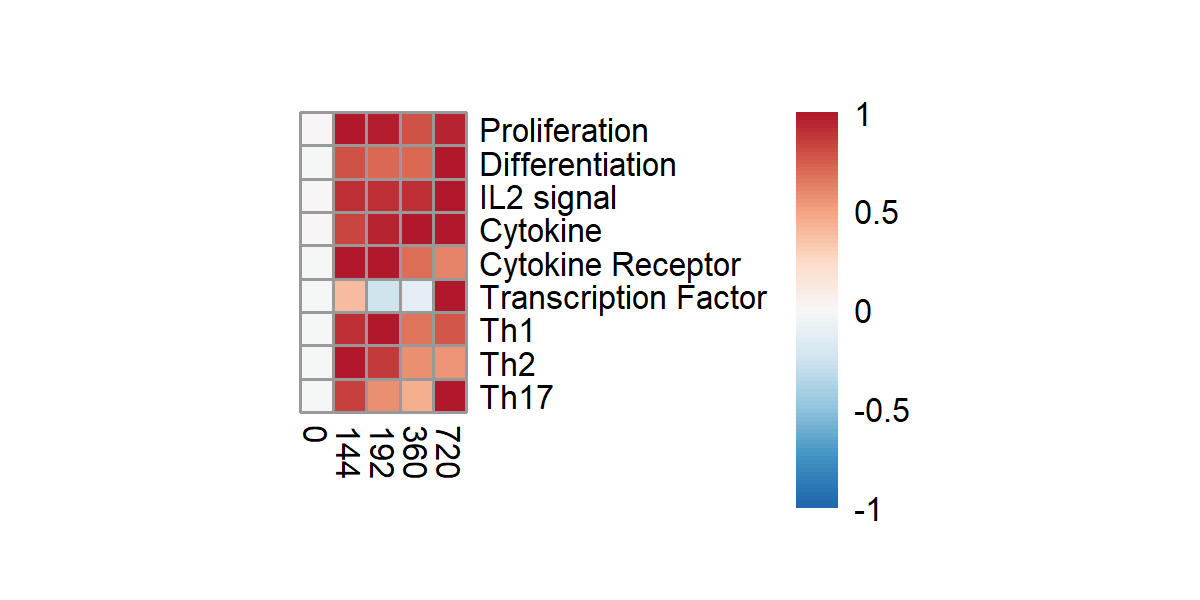 Proliferation
Differentiation
IL2 signal
Cytokine
Cytokine Receptor
Transcription Factor
Th1
Th2
Th17
0
144
192
360
720
1
0.5
0
-0.5
-1